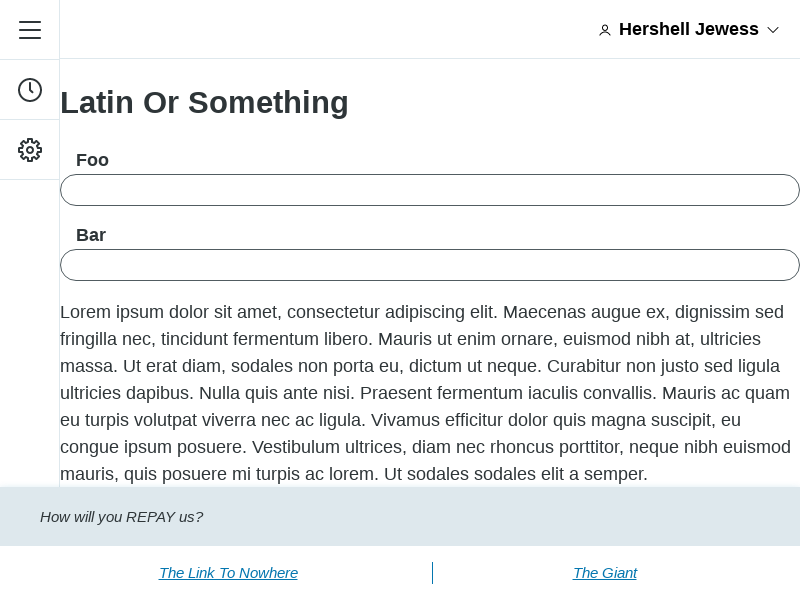 Hershell Jewess
Latin Or Something
Foo
Bar
Lorem ipsum dolor sit amet, consectetur adipiscing elit. Maecenas augue ex, dignissim sed
fringilla nec, tincidunt fermentum libero. Mauris ut enim ornare, euismod nibh at, ultricies
massa. Ut erat diam, sodales non porta eu, dictum ut neque. Curabitur non justo sed ligula
ultricies dapibus. Nulla quis ante nisi. Praesent fermentum iaculis convallis. Mauris ac quam
eu turpis volutpat viverra nec ac ligula. Vivamus efficitur dolor quis magna suscipit, eu
congue ipsum posuere. Vestibulum ultrices, diam nec rhoncus porttitor, neque nibh euismod
mauris, quis posuere mi turpis ac lorem. Ut sodales sodales elit a semper.
How will you REPAY us?
The Link To Nowhere
The Giant